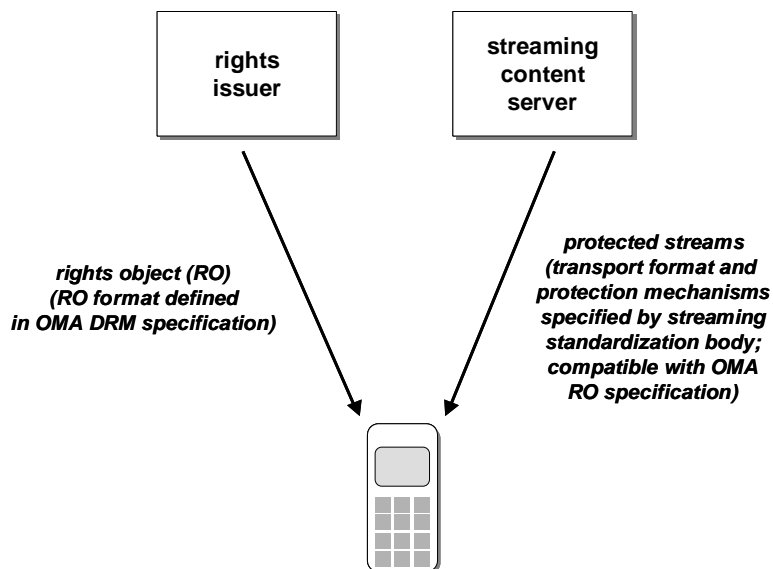 rights
issuer
streaming
content
server
rights object (RO)
(RO format defined
in OMA DRM specification)
protected streams
(transport format and
protection mechanisms
specified by streaming
standardization body;
compatible with OMA
RO specification)